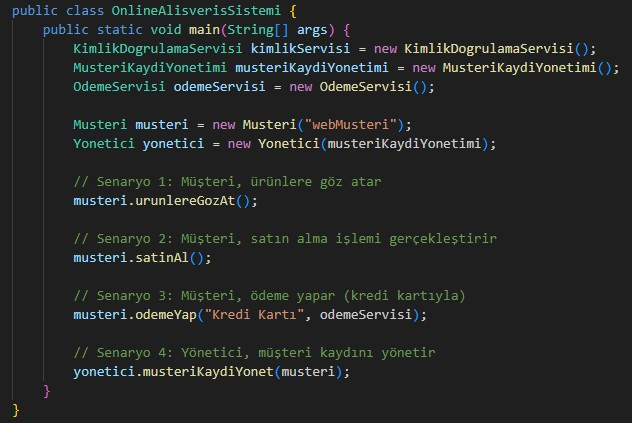 public class OnlineAlisverisSistemi {
public static void main(String[] args) {
KimlikDogrulamaServisi kimlikServisi = new KimlikDogrulamaServisi();
MusteriKaydiYonetimi musteriKaydiYonetimi = new MusteriKaydiYonetimi();
OdemeServisi odemeServisi = new OdemeServisi();
Musteri musteri = new Musteri("webMusteri");
Yonetici yonetici = new Yonetici(musteriKaydiYonetimi);
// Senaryo 1: Müşteri, ürünlere göz atar
musteri.urunlereGozAt();
// Senaryo 2: Müşteri, satın alma işlemi gerçekleştirir
musteri.satinAl();
// Senaryo 3: Müşteri, ödeme yapar (kredi kartıyla)
musteri.odemeYap("Kredi Kartı", odemeServisi);
// Senaryo 4: Yönetici, müşteri kaydını yönetir
yonetici.musteriKaydiYonet(musteri);
}
}